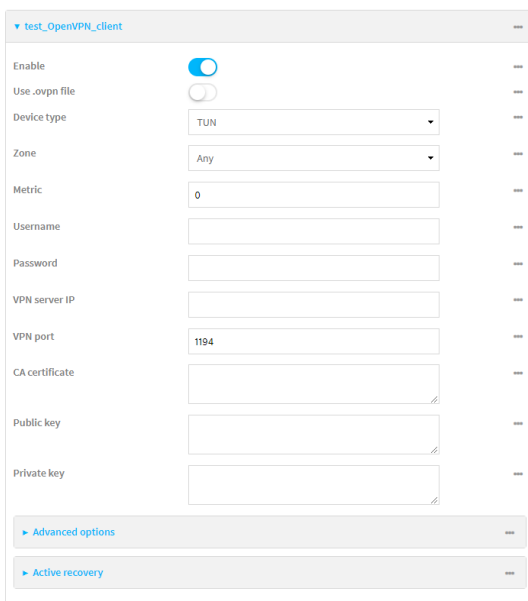 test_OpenVPN_client
Enable
Use .ovpn file
Device type TUN
Zone Any
Metric 0
Username
Password
VPN server IP
VPN port 1194
CA certificate
Public key
Private key
Advanced options
Active recovery